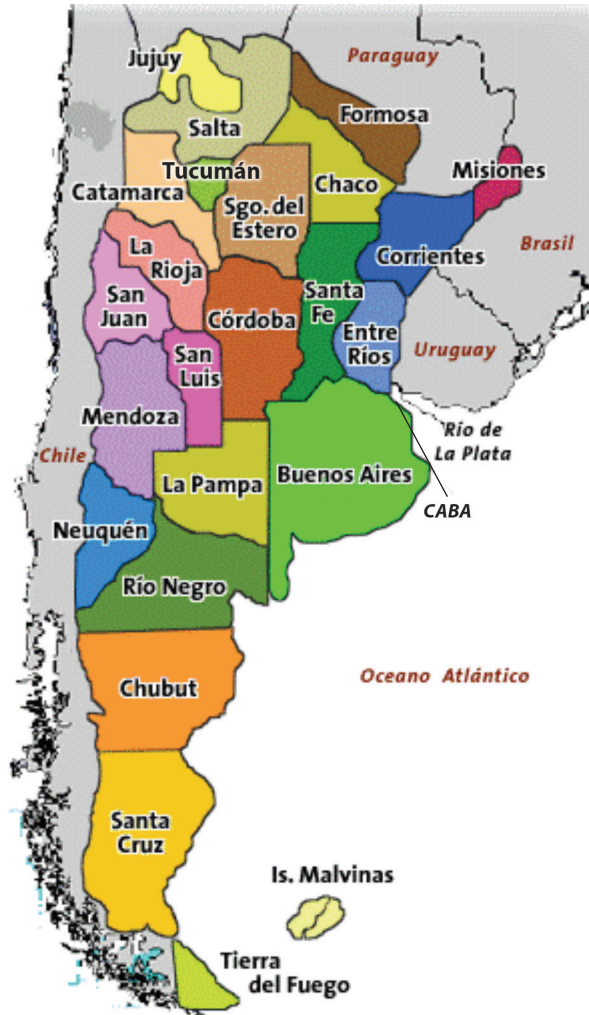 Jujuy
Paraguay
Formosa
Salta
Misiones
Tucumán
Catamarca
Chaco
Sgo. del
Estero
La
Rioja
Corrientes
Brasil
San
Juan
Santa
Fe
Córdoba
Entre
Ríos
San
Luis
Uruguay
Mendoza
Río de
La Plata
Chile
La Pampa
Buenos Aires
CABA
Neuquén
Río Negro
Chubut
Oceano Atlántico
Santa
Cruz
Is. Malvinas
Tierra
del Fuego